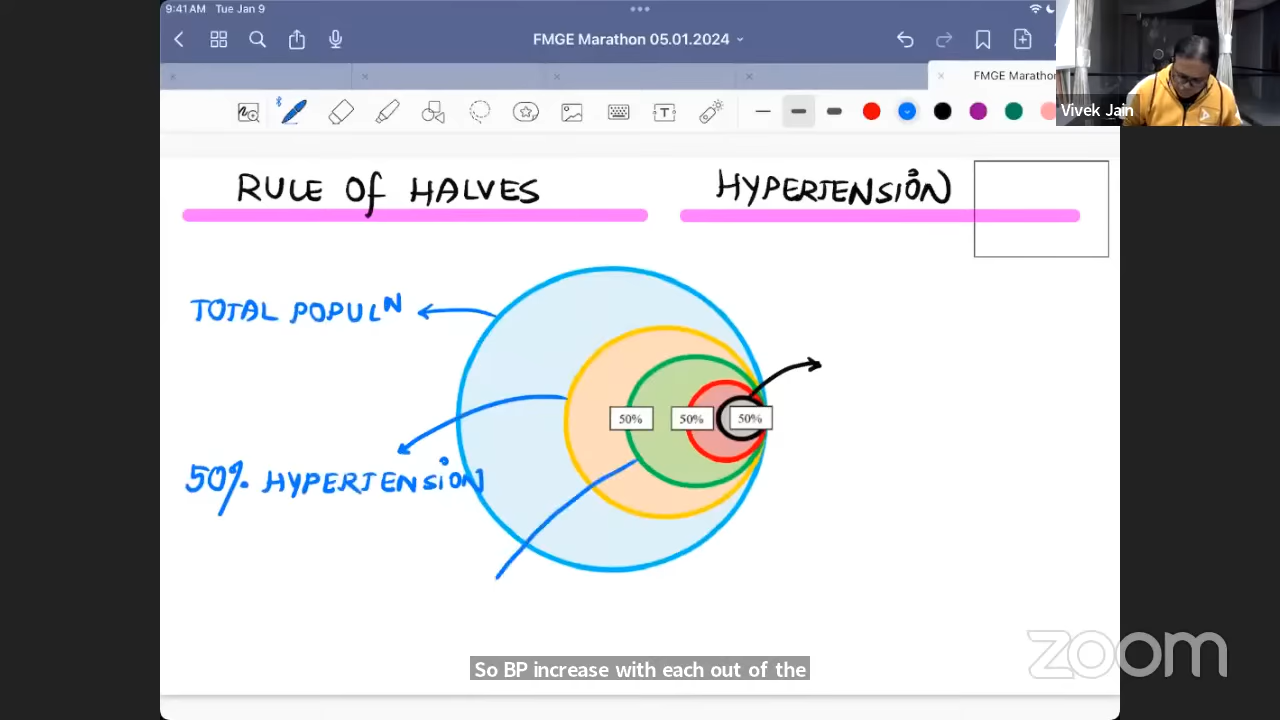 9:41 AM Tue Jan 9
FMGE Marathon 05.01.2024
FMGE Marathon
T
Vivek Jain
RULE Of HALVES
HYPERTENSION
TOTAL POPULN
50% 50% 50%
50% HYPERTENSION
So BP increase with each out of the
zoom